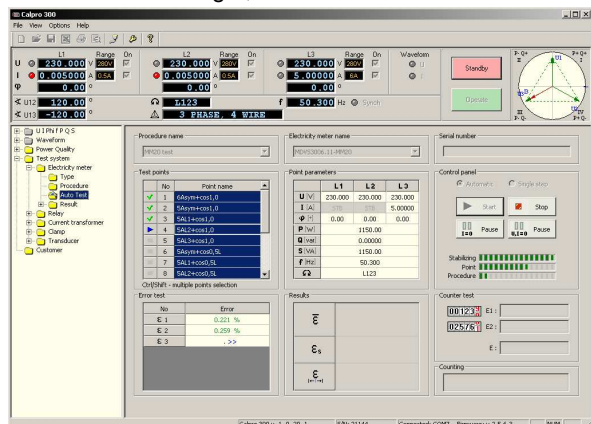 Calpro 300
File View Options Help
L1 Range On L2 Range On L3 Range On Waveform
U 230.000 V 280V 230.000 V 280V 230.000 V 280V U
I 0.005000 A 0.5A 0.005000 A 0.5A 5.00000 A 6A I
φ 0.00 ° 0.00 ° 0.00 °
Standby
Operate
P- Q+ II
P+ Q+ I
U1
∢ U12 120.00 ° L123 f 50.300 Hz Synch
∢ U13 -120.00 ° 3 PHASE, 4 WIRE
U I PHI f P Q S
Waveform
Power Quality
Test system
Electricity meter
Type
Procedure
Auto Test
Result
Relay
Current transformer
Clamp
Transducer
Customer
Procedure name
MM20 test
Electricity meter name
Serial number
Test points
No Point name
1 6Asym+cos1,0
2 5Asym+cos1,0
3 5AL1+cos1,0
4 5AL2+cos1,0
5 5AL3+cos1,0
6 5Asym+cos0,5L
7 5AL1+cos0,5L
8 5AL2+cos0,5L
Ctrl/Shift - multiple points selection
Point parameters
L1 L2 L3
U [V] 230.000 230.000 230.000
I [A] 5.00000
φ [°] 0.00 0.00 0.00
P [W] 1150.00
Q [var] 0.00000
S [VA] 1150.00
f [Hz] 50.300
L123
Control panel
Automatic Single step
Start Stop
Pause I=0 Pause U,I=0
Stabilizing
Point
Procedure
Error test
No Error
ε 1 0.221 %
ε 2 0.259 %
ε 3 . >>
Results
ε
εs
ε
Counter test
E1:
E2:
E :
Counting